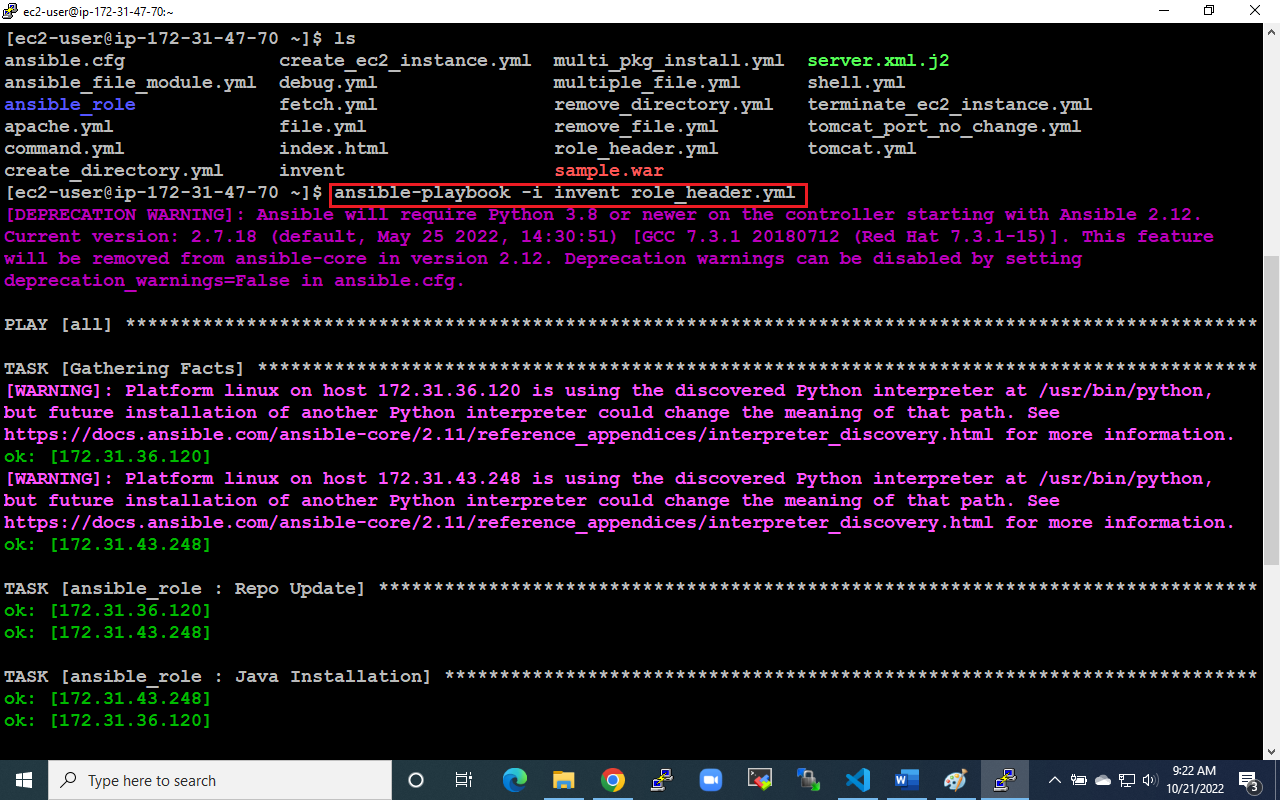 ec2-user@ip-172-31-47-70:~
[ec2-user@ip-172-31-47-70 ~]$ ls
ansible.cfg              create_ec2_instance.yml  multi_pkg_install.yml  server.xml.j2
ansible_file_module.yml  debug.yml                multiple_file.yml      shell.yml
ansible_role             fetch.yml                remove_directory.yml   terminate_ec2_instance.yml
apache.yml               file.yml                 remove_file.yml        tomcat_port_no_change.yml
command.yml              index.html               role_header.yml        tomcat.yml
create_directory.yml     invent                   sample.war
[ec2-user@ip-172-31-47-70 ~]$ ansible-playbook -i invent role_header.yml
[DEPRECATION WARNING]: Ansible will require Python 3.8 or newer on the controller starting with Ansible 2.12.
Current version: 2.7.18 (default, May 25 2022, 14:30:51) [GCC 7.3.1 20180712 (Red Hat 7.3.1-15)]. This feature
will be removed from ansible-core in version 2.12. Deprecation warnings can be disabled by setting
deprecation_warnings=False in ansible.cfg.
PLAY [all] *******************************************************************************************************
TASK [Gathering Facts] *******************************************************************************************
[WARNING]: Platform linux on host 172.31.36.120 is using the discovered Python interpreter at /usr/bin/python,
but future installation of another Python interpreter could change the meaning of that path. See
https://docs.ansible.com/ansible-core/2.11/reference_appendices/interpreter_discovery.html for more information.
ok: [172.31.36.120]
[WARNING]: Platform linux on host 172.31.43.248 is using the discovered Python interpreter at /usr/bin/python,
but future installation of another Python interpreter could change the meaning of that path. See
https://docs.ansible.com/ansible-core/2.11/reference_appendices/interpreter_discovery.html for more information.
ok: [172.31.43.248]
TASK [ansible_role : Repo Update] ********************************************************************************
ok: [172.31.36.120]
ok: [172.31.43.248]
TASK [ansible_role : Java Installation] **************************************************************************
ok: [172.31.43.248]
ok: [172.31.36.120]
Type here to search
9:22 AM
10/21/2022
3